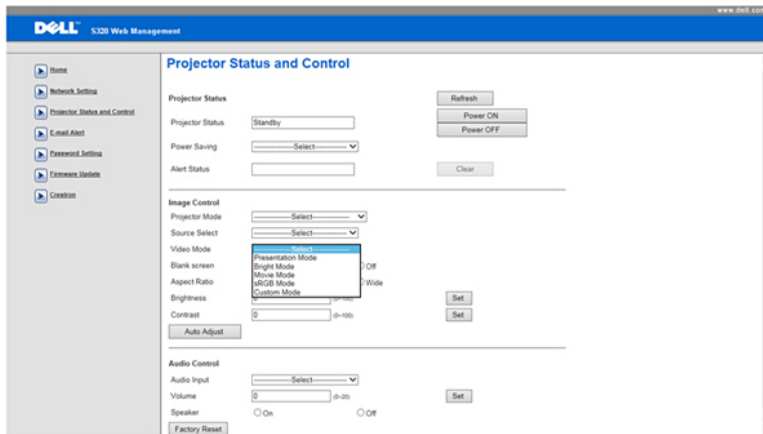 www.dell.com
DELL™ S320 Web Management
Home
Network Setting
Projector Status and Control
E-mail Alert
Password Setting
Firmware Update
Crestron
Projector Status and Control
Projector Status
Refresh
Power ON
Projector Status Standby
Power OFF
Power Saving ---Select---
Alert Status Clear
Image Control
Projector Mode ---Select---
Source Select ---Select---
Video Mode ---Select---
Presentation Mode
Blank screen Bright Mode Off
Movie Mode
Aspect Ratio sRGB Mode Wide
Custom Mode
Brightness 0 (0~100) Set
Contrast 0 (0~100) Set
Auto Adjust
Audio Control
Audio Input ---Select---
Volume 0 (0~20) Set
Speaker On Off
Factory Reset